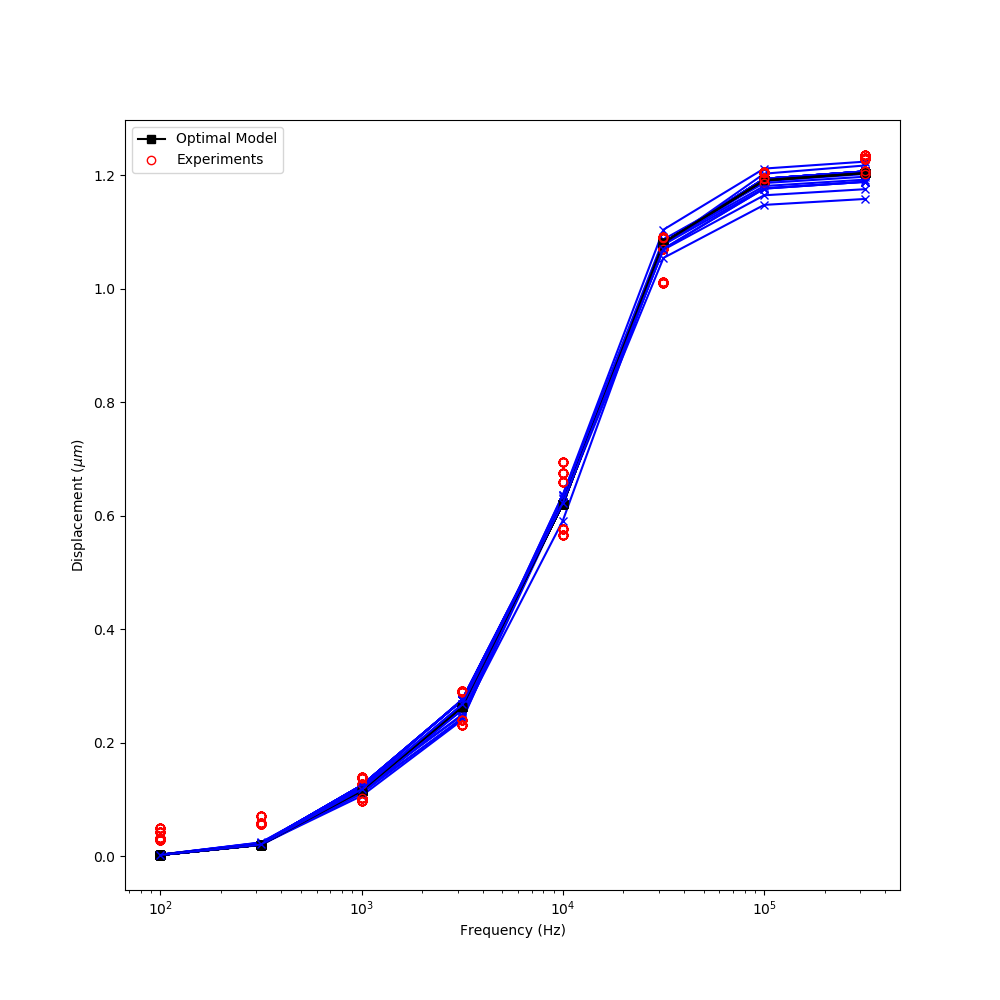 Optimal Model
Experiments
1.2
1.0
0.8
0.6
0.4
0.2
0.0
Displacement (μm)
10²
10³
10⁴
10⁵
Frequency (Hz)